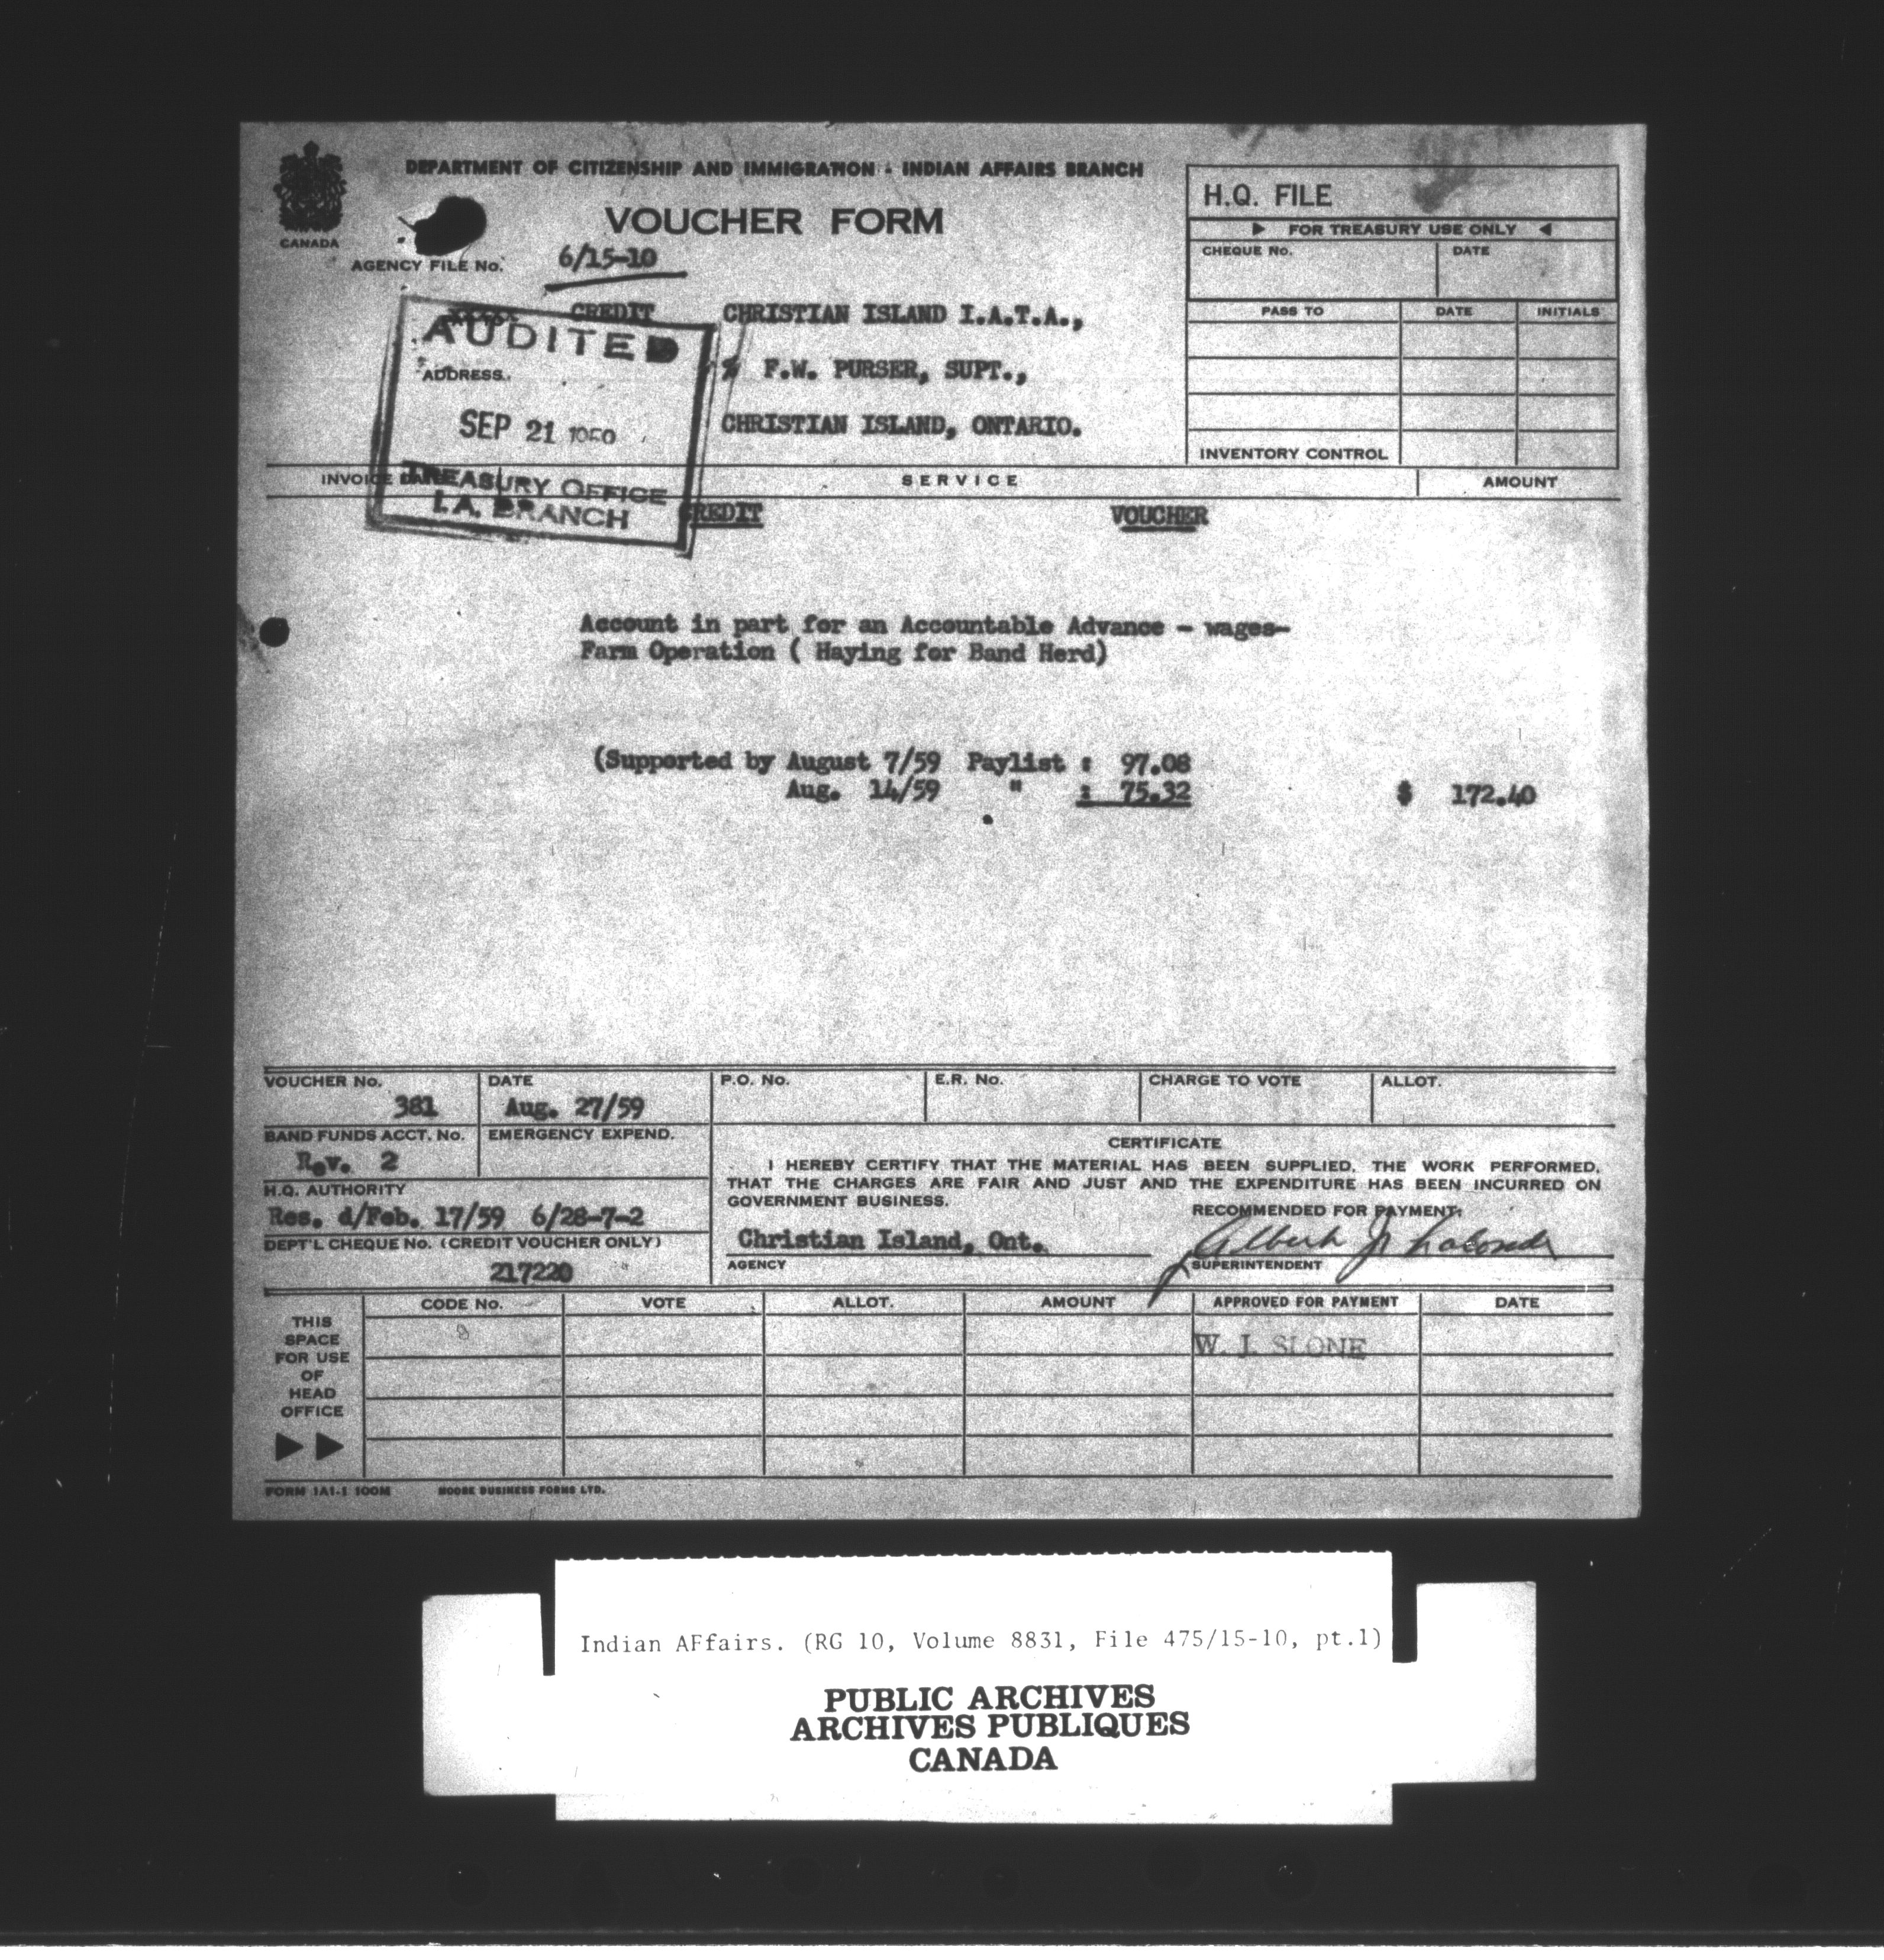 DEPARTMENT OF CITIZENSHIP AND IMMIGRATION - INDIAN AFFAIRS BRANCH
CANADA
VOUCHER FORM
AGENCY FILE No. 6/15-10
H.Q. FILE
FOR TREASURY USE ONLY
CHEQUE No. DATE
PASS TO DATE INITIALS
INVENTORY CONTROL
CREDIT CHRISTIAN ISLAND I.A.T.A.,
ADDRESS. % F.W. PURSER, SUPT.,
CHRISTIAN ISLAND, ONTARIO.
AUDITED
SEP 21
TREASURY OFFICE
I.A. BRANCH
INVOICE SERVICE AMOUNT
CREDIT VOUCHER
Account in part for an Accountable Advance - wages-
Farm Operation ( Haying for Band Herd)
(Supported by August 7/59 Paylist : 97.08
Aug. 14/59 " : 75.32 $ 172.40
VOUCHER No. DATE P.O. No. E.R. No. CHARGE TO VOTE ALLOT.
381 Aug. 27/59
BAND FUNDS ACCT. No. EMERGENCY EXPEND.
Rev. 2
H.Q. AUTHORITY
Res. d/Feb. 17/59 6/28-7-2
DEPT'L CHEQUE No. (CREDIT VOUCHER ONLY)
217220
CERTIFICATE
I HEREBY CERTIFY THAT THE MATERIAL HAS BEEN SUPPLIED, THE WORK PERFORMED,
THAT THE CHARGES ARE FAIR AND JUST AND THE EXPENDITURE HAS BEEN INCURRED ON
GOVERNMENT BUSINESS.
RECOMMENDED FOR PAYMENT:
Christian Island, Ont. Albert J.
AGENCY SUPERINTENDENT
THIS SPACE FOR USE OF HEAD OFFICE
CODE No. VOTE ALLOT. AMOUNT APPROVED FOR PAYMENT DATE
W. J. SLONE
FORM 1A1-1 100M MOORE BUSINESS FORMS LTD.
Indian AFfairs. (RG 10, Volume 8831, File 475/15-10, pt.1)
PUBLIC ARCHIVES
ARCHIVES PUBLIQUES
CANADA